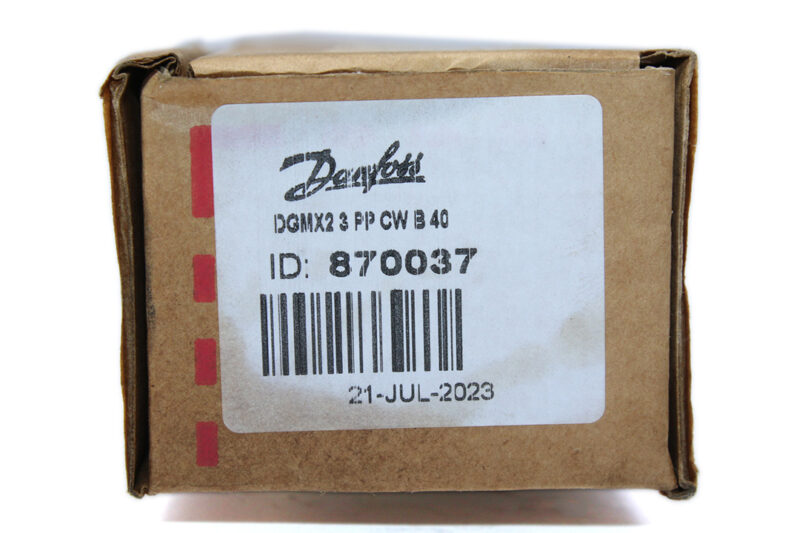 Danfoss
DGMX2 3 PP CW B 40
ID: 870037
21-JUL-2023